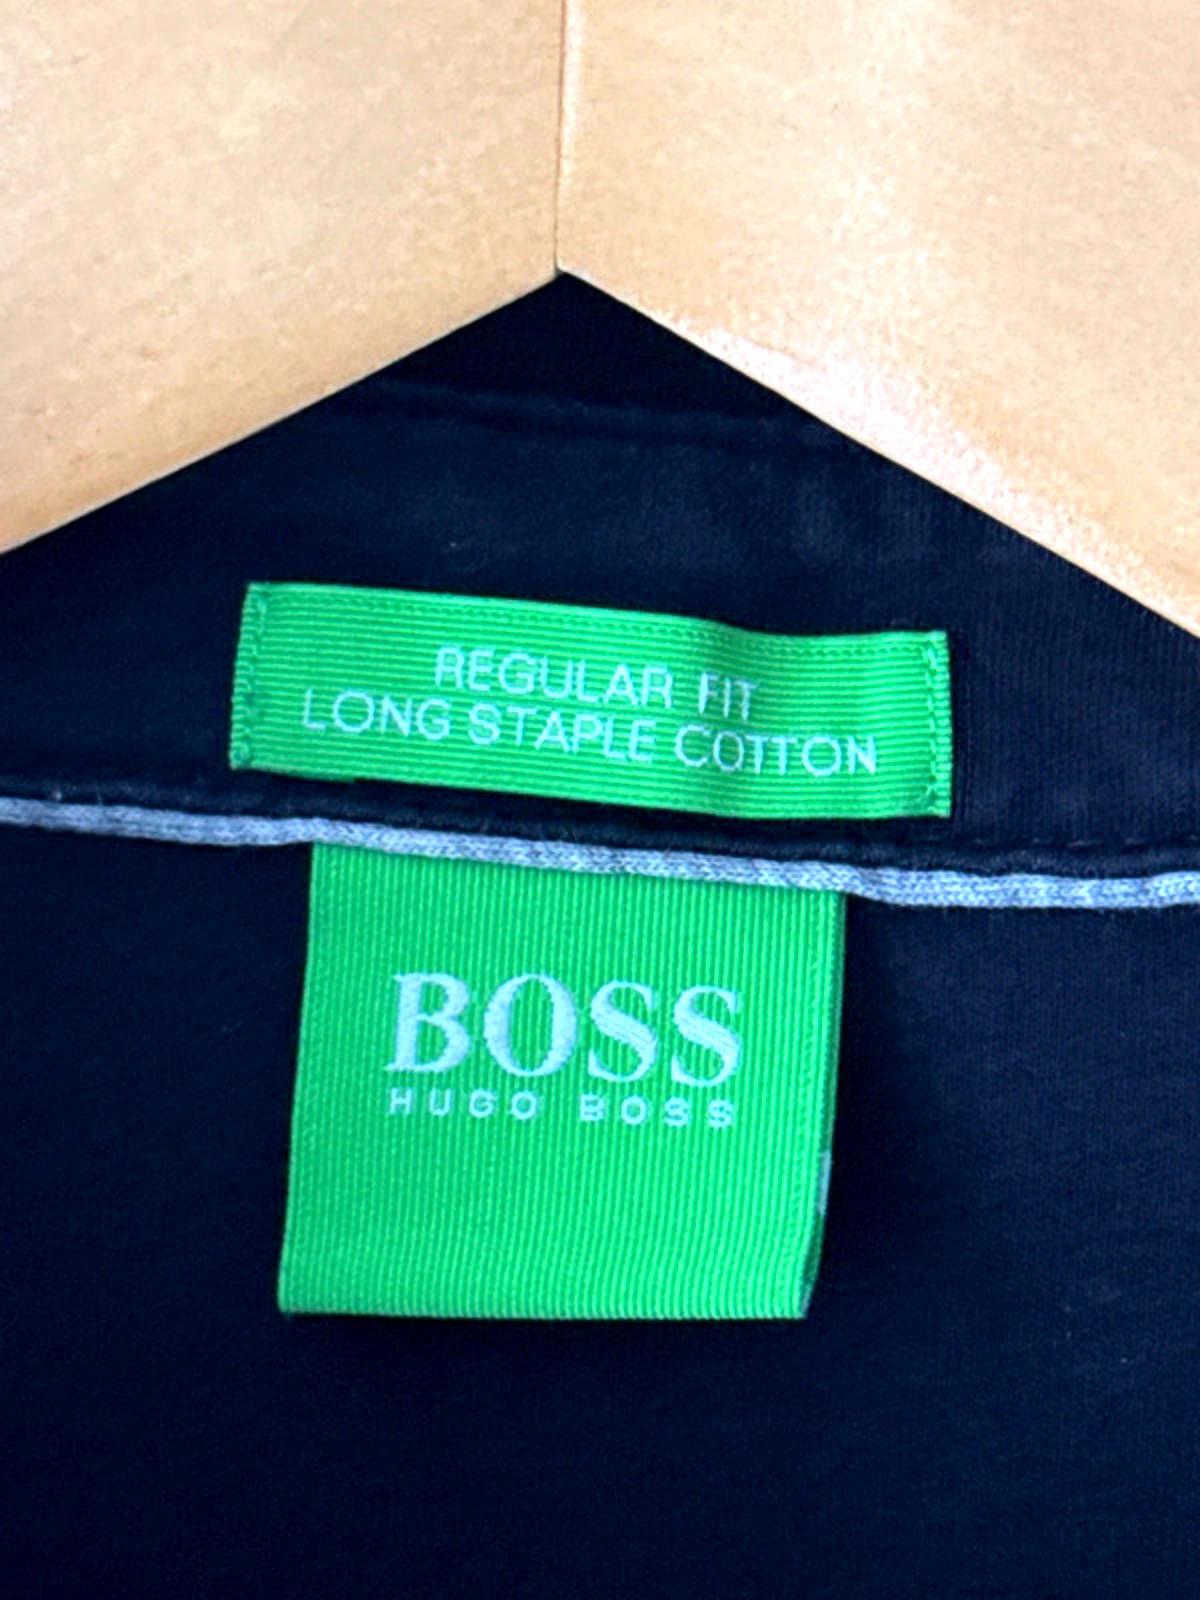 REGULAR FIT
LONG STAPLE COTTON
BOSS
HUGO BOSS